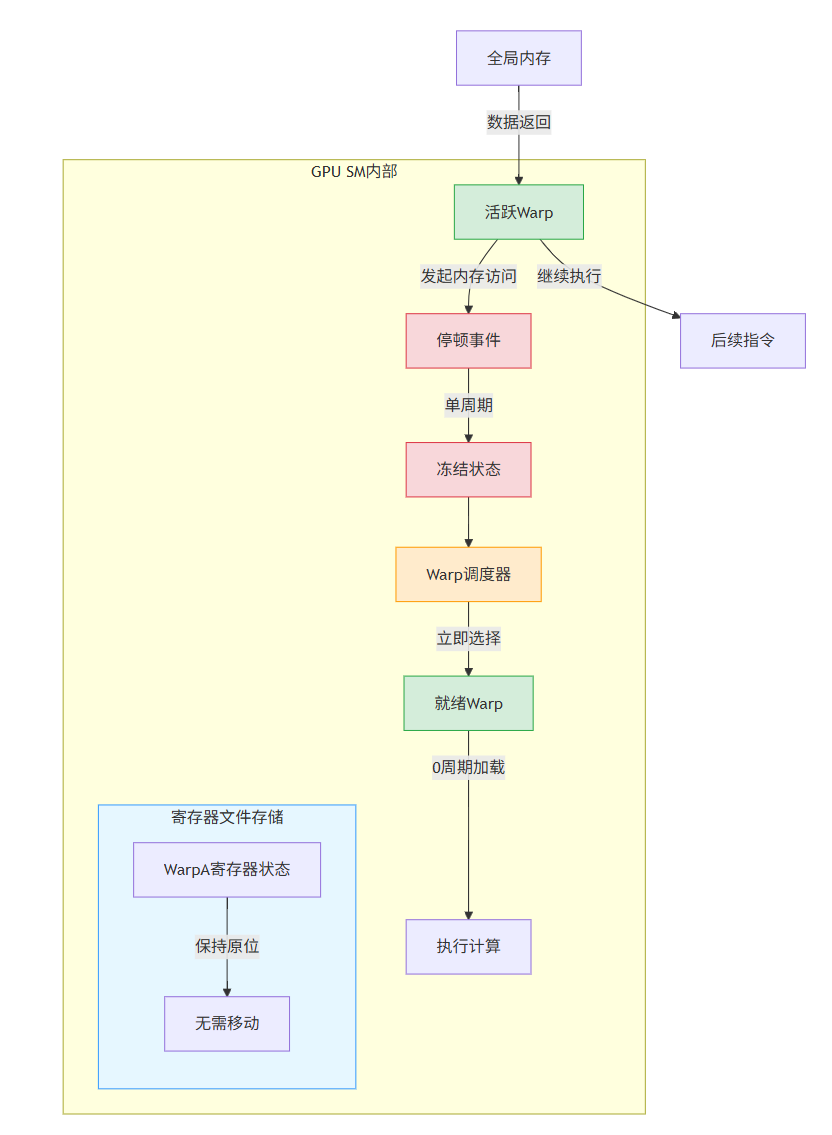 全局内存
数据返回
GPU SM内部
活跃Warp
发起内存访问
继续执行
停顿事件
后续指令
单周期
冻结状态
Warp调度器
立即选择
就绪Warp
0周期加载
寄存器文件存储
WarpA寄存器状态
保持原位
执行计算
无需移动